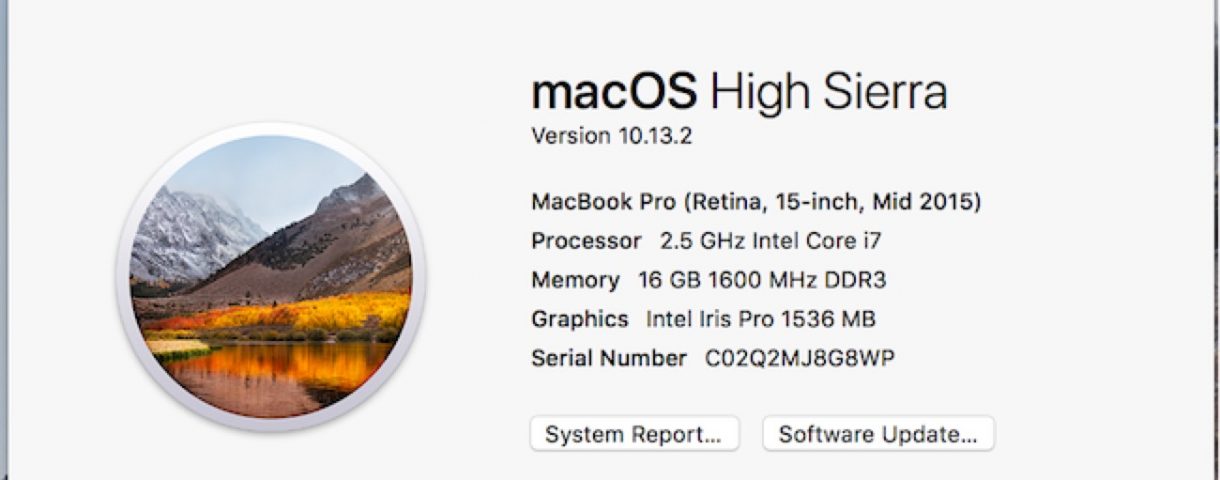 macOS High Sierra
Version 10.13.2
MacBook Pro (Retina, 15-inch, Mid 2015)
Processor 2.5 GHz Intel Core i7
Memory 16 GB 1600 MHz DDR3
Graphics Intel Iris Pro 1536 MB
Serial Number C02Q2MJ8G8WP
System Report... Software Update...